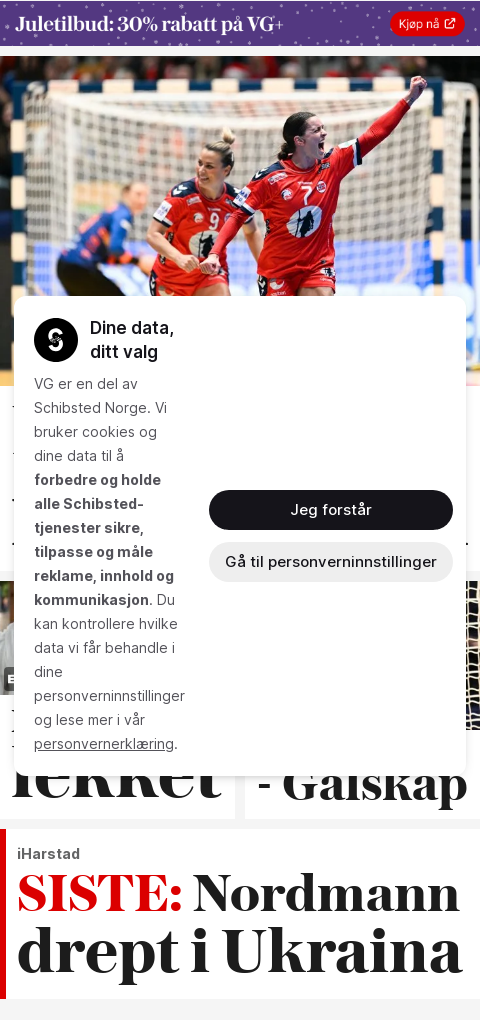 Juletilbud: 30% rabatt på VG+
Kjøp nå
9
7
Dine data,
ditt valg
VG er en del av
Schibsted Norge. Vi
bruker cookies og
dine data til å
forbedre og holde
alle Schibsted-
tjenester sikre,
tilpasse og måle
reklame, innhold og
kommunikasjon. Du
kan kontrollere hvilke
data vi får behandle i
dine
personverninnstillinger
og lese mer i vår
personvernerklæring.
Jeg forstår
Gå til personverninnstillinger
lekket
- Galskap
iHarstad
SISTE: Nordmann
drept i Ukraina